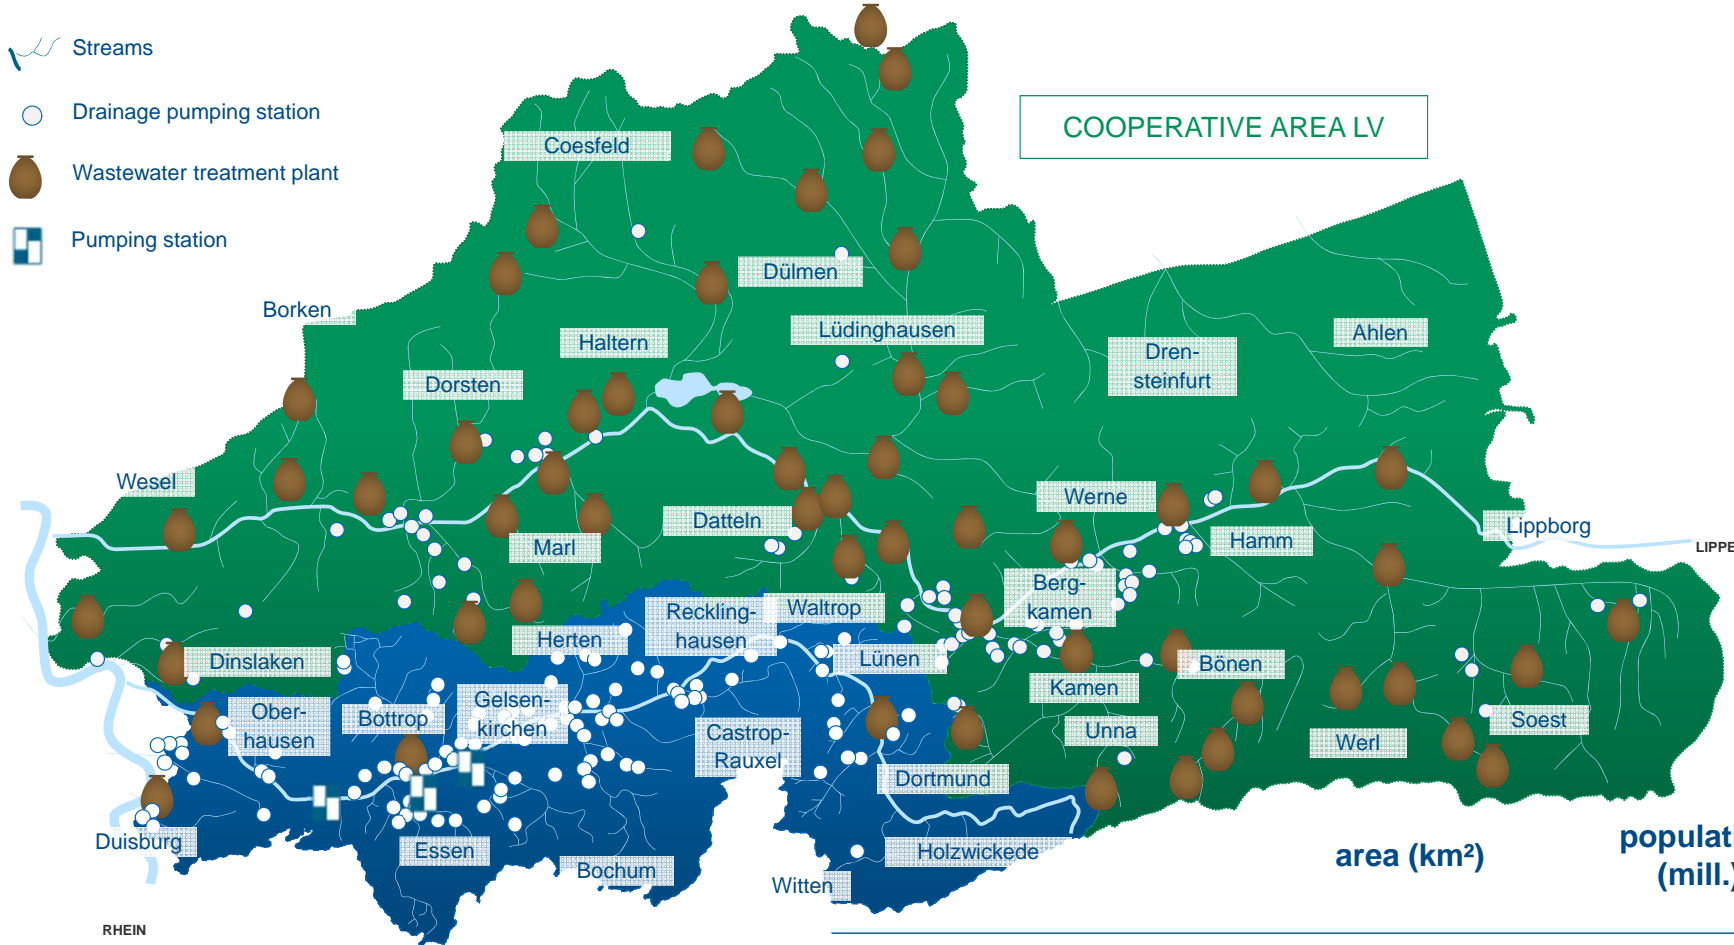 Streams
Drainage pumping station
Wastewater treatment plant
Pumping station
COOPERATIVE AREA LV
Coesfeld
Dülmen
Borken
Haltern
Lüdinghausen
Dren-
steinfurt
Ahlen
Dorsten
Wesel
Marl
Datteln
Werne
Hamm
Lippborg
LIPPE
Berg-
kamen
Herten
Reckling-
hausen
Waltrop
Dinslaken
Lünen
Kamen
Bönen
Ober-
hausen
Bottrop
Gelsen-
kirchen
Castrop-
Rauxel
Unna
Werl
Soest
Dortmund
Duisburg
Essen
Bochum
Holzwickede
Witten
area (km²)
populat
(mill.)
RHEIN